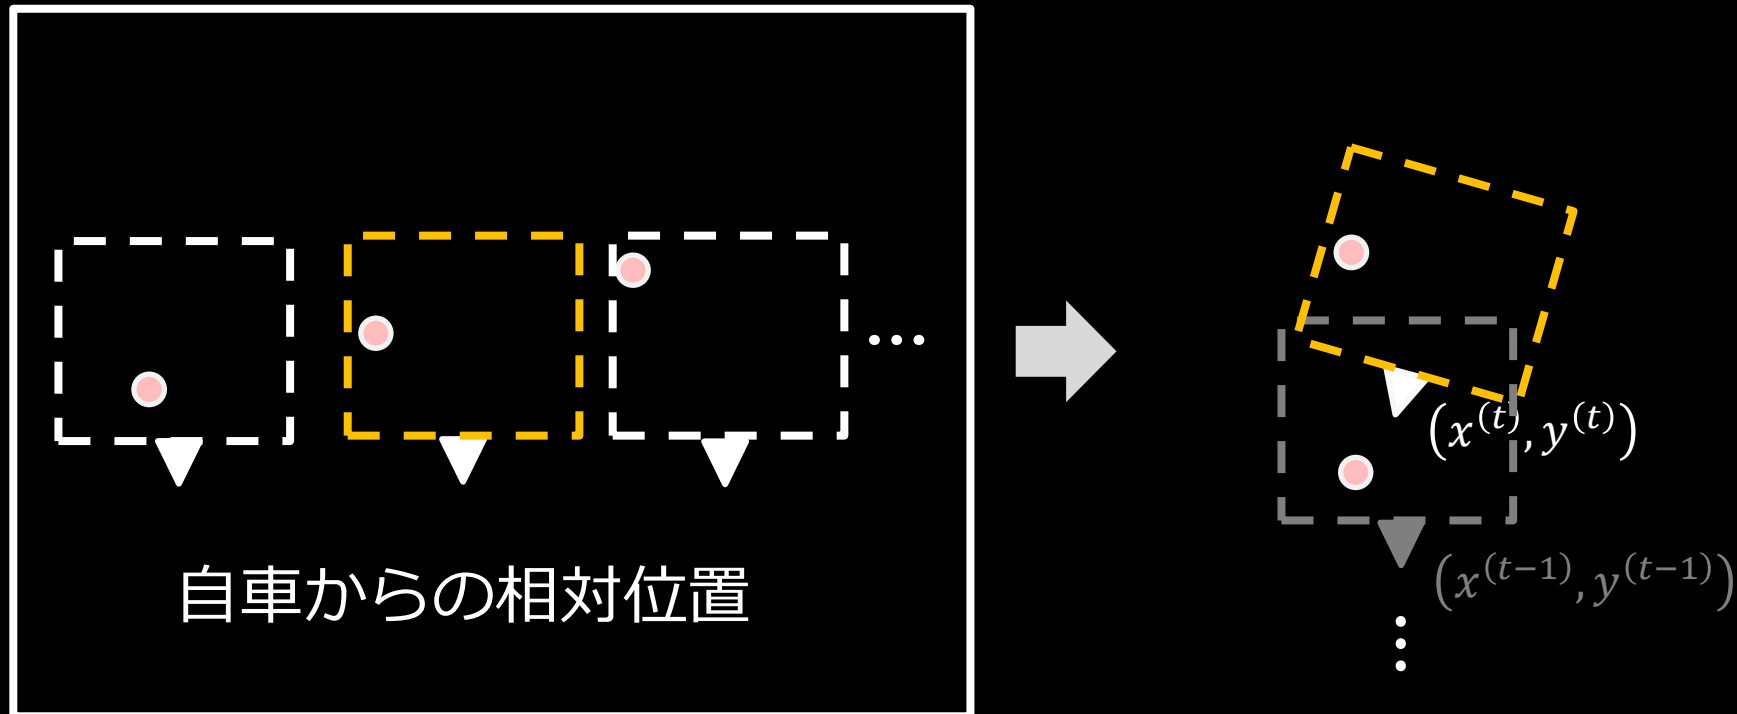 自車からの相対位置
…
(x^(t), y^(t))
(x^(t−1), y^(t−1))
⋮